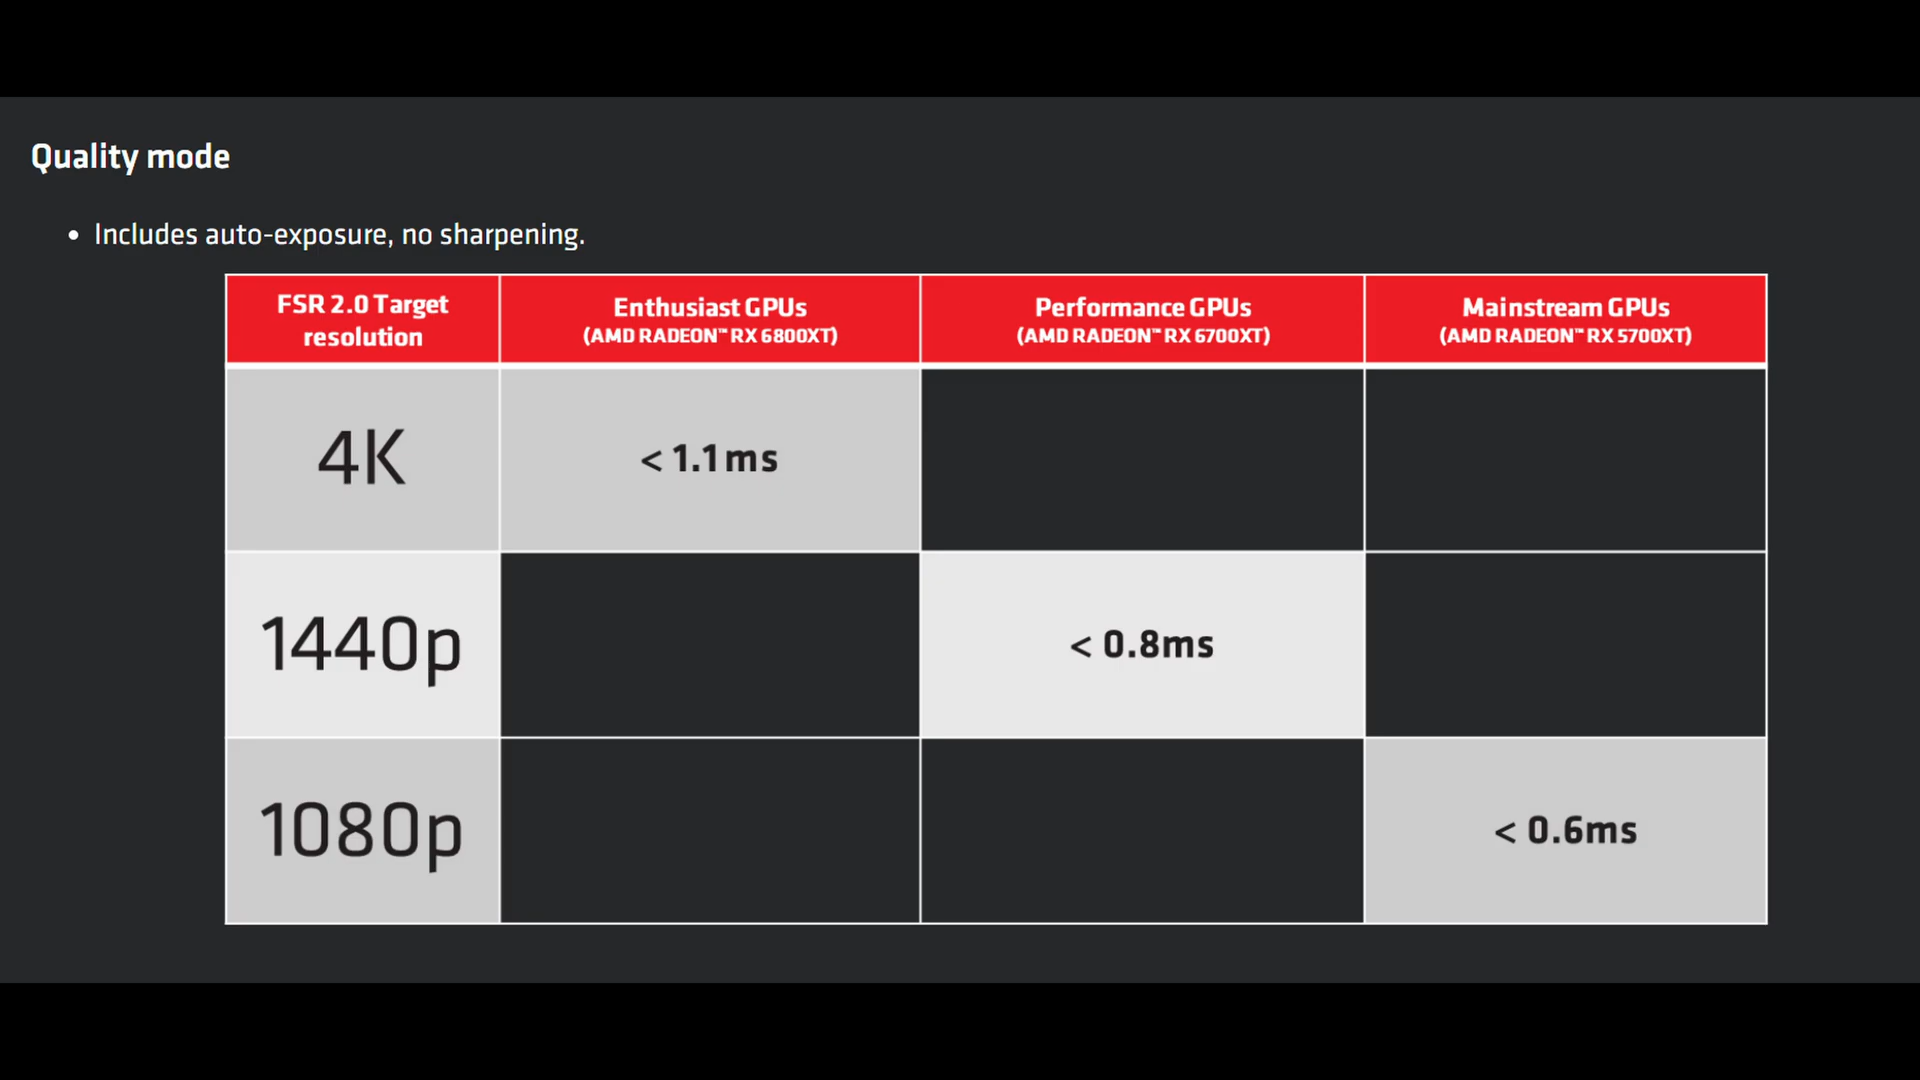 Quality mode
• Includes auto-exposure, no sharpening.
FSR 2.0 Target
resolution
Enthusiast GPUs
(AMD RADEON™ RX 6800XT)
Performance GPUs
(AMD RADEON™ RX 6700XT)
Mainstream GPUs
(AMD RADEON™ RX 5700XT)
4K
< 1.1ms
1440p
< 0.8ms
1080p
< 0.6ms